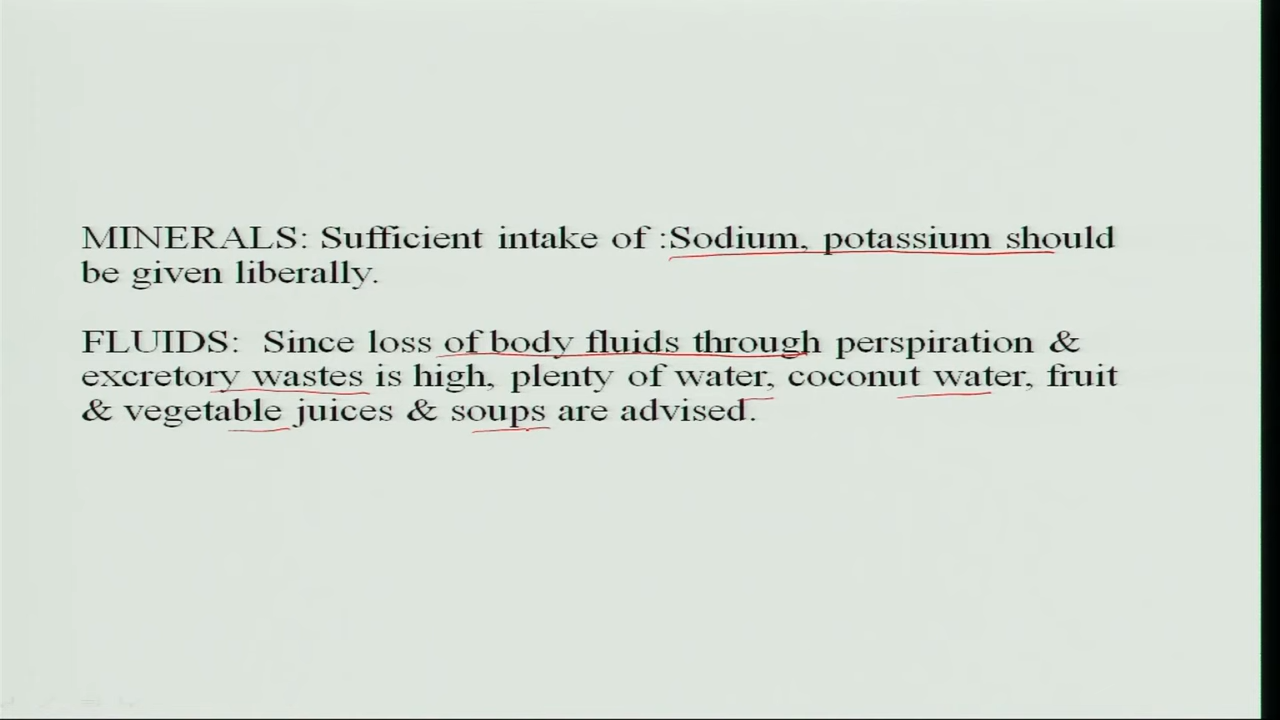 MINERALS: Sufficient intake of :Sodium, potassium should
be given liberally.
FLUIDS: Since loss of body fluids through perspiration &
excretory wastes is high, plenty of water, coconut water, fruit
& vegetable juices & soups are advised.